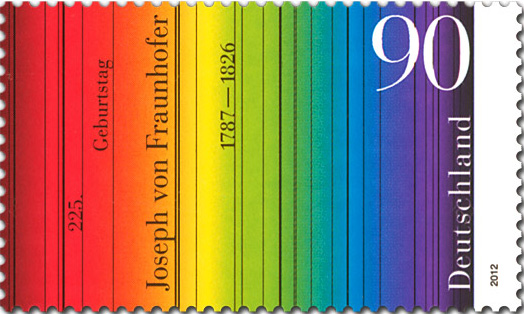 225. Geburtstag
Joseph von Fraunhofer
1787–1826
90
Deutschland
2012